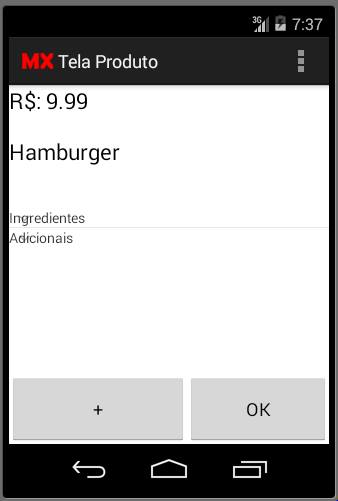 3G 7:37
MX Tela Produto
R$: 9.99
Hamburger
Ingredientes
Adicionais
+ OK